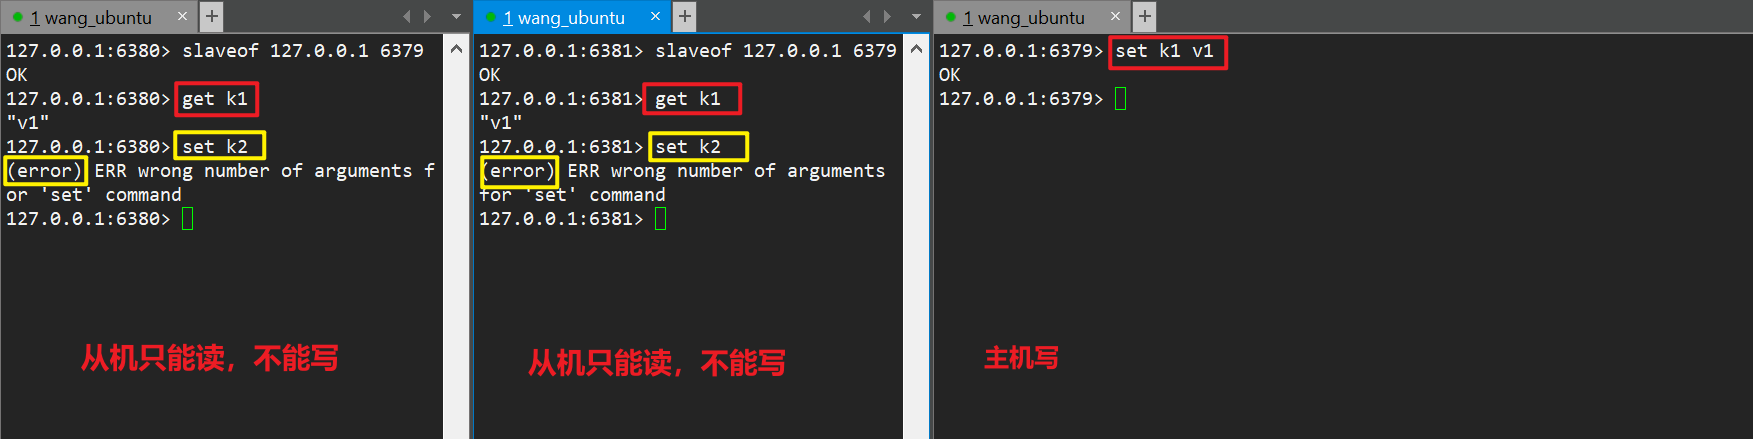 1 wang_ubuntu
127.0.0.1:6380> slaveof 127.0.0.1 6379
OK
127.0.0.1:6380> get k1
"v1"
127.0.0.1:6380> set k2
(error) ERR wrong number of arguments f
or 'set' command
127.0.0.1:6380>
从机只能读，不能写
1 wang_ubuntu
127.0.0.1:6381> slaveof 127.0.0.1 6379
OK
127.0.0.1:6381> get k1
"v1"
127.0.0.1:6381> set k2
(error) ERR wrong number of arguments
for 'set' command
127.0.0.1:6381>
从机只能读，不能写
1 wang_ubuntu
127.0.0.1:6379> set k1 v1
OK
127.0.0.1:6379>
主机写